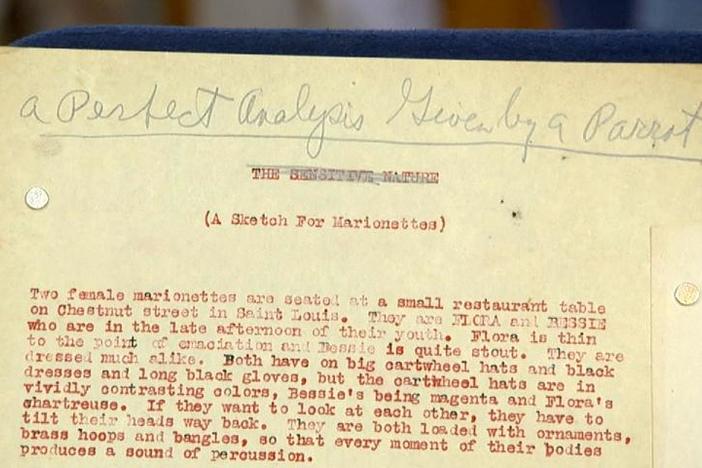 a Perfect Analysis Given by a Parrot
THE SENSITIVE NATURE
(A Sketch For Marionettes)
Two female marionettes are seated at a small restaurant table
on Chestnut street in Saint Louis. They are FLORA and BESSIE
who are in the late afternoon of their youth. Flora is thin
to the point of emaciation and Bessie is quite stout. They are
dressed much alike. Both have on big cartwheel hats and black
dresses and long black gloves, but the cartwheel hats are in
vividly contrasting colors, Bessie's being magenta and Flora's
chartreuse. If they want to look at each other, they have to
tilt their heads way back. They are both loaded with ornaments,
brass hoops and bangles, so that every moment of their bodies
produces a sound of percussion.